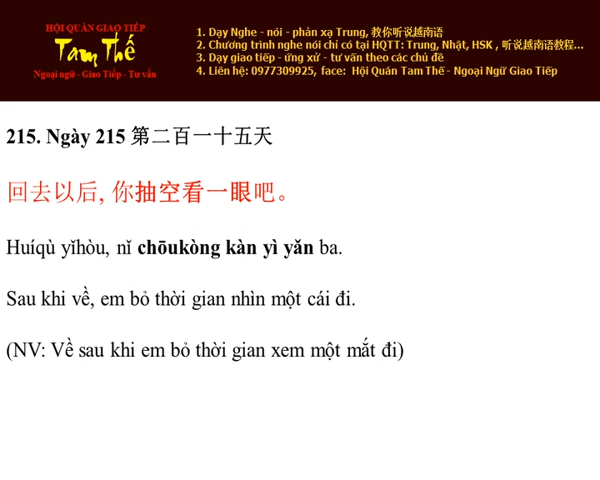 HỘI QUÁN GIAO TIẾP
Tam Thế
Ngoại ngữ - Giao Tiếp - Tư vấn
1. Dạy Nghe - nói - phản xạ Trung, 教你听说越南语
2. Chương trình nghe nói chỉ có tại HQTT: Trung, Nhật, HSK , 听说越南语教程...
3. Dạy giao tiếp - ứng xử - tư vấn theo các chủ đề
4. Liên hệ: 0977309925, face: Hội Quán Tam Thế - Ngoại Ngữ Giao Tiếp
215. Ngày 215 第二百一十五天
回去以后, 你抽空看一眼吧。
Huíqù yǐhòu, nǐ chōukòng kàn yì yǎn ba.
Sau khi về, em bỏ thời gian nhìn một cái đi.
(NV: Về sau khi em bỏ thời gian xem một mắt đi)